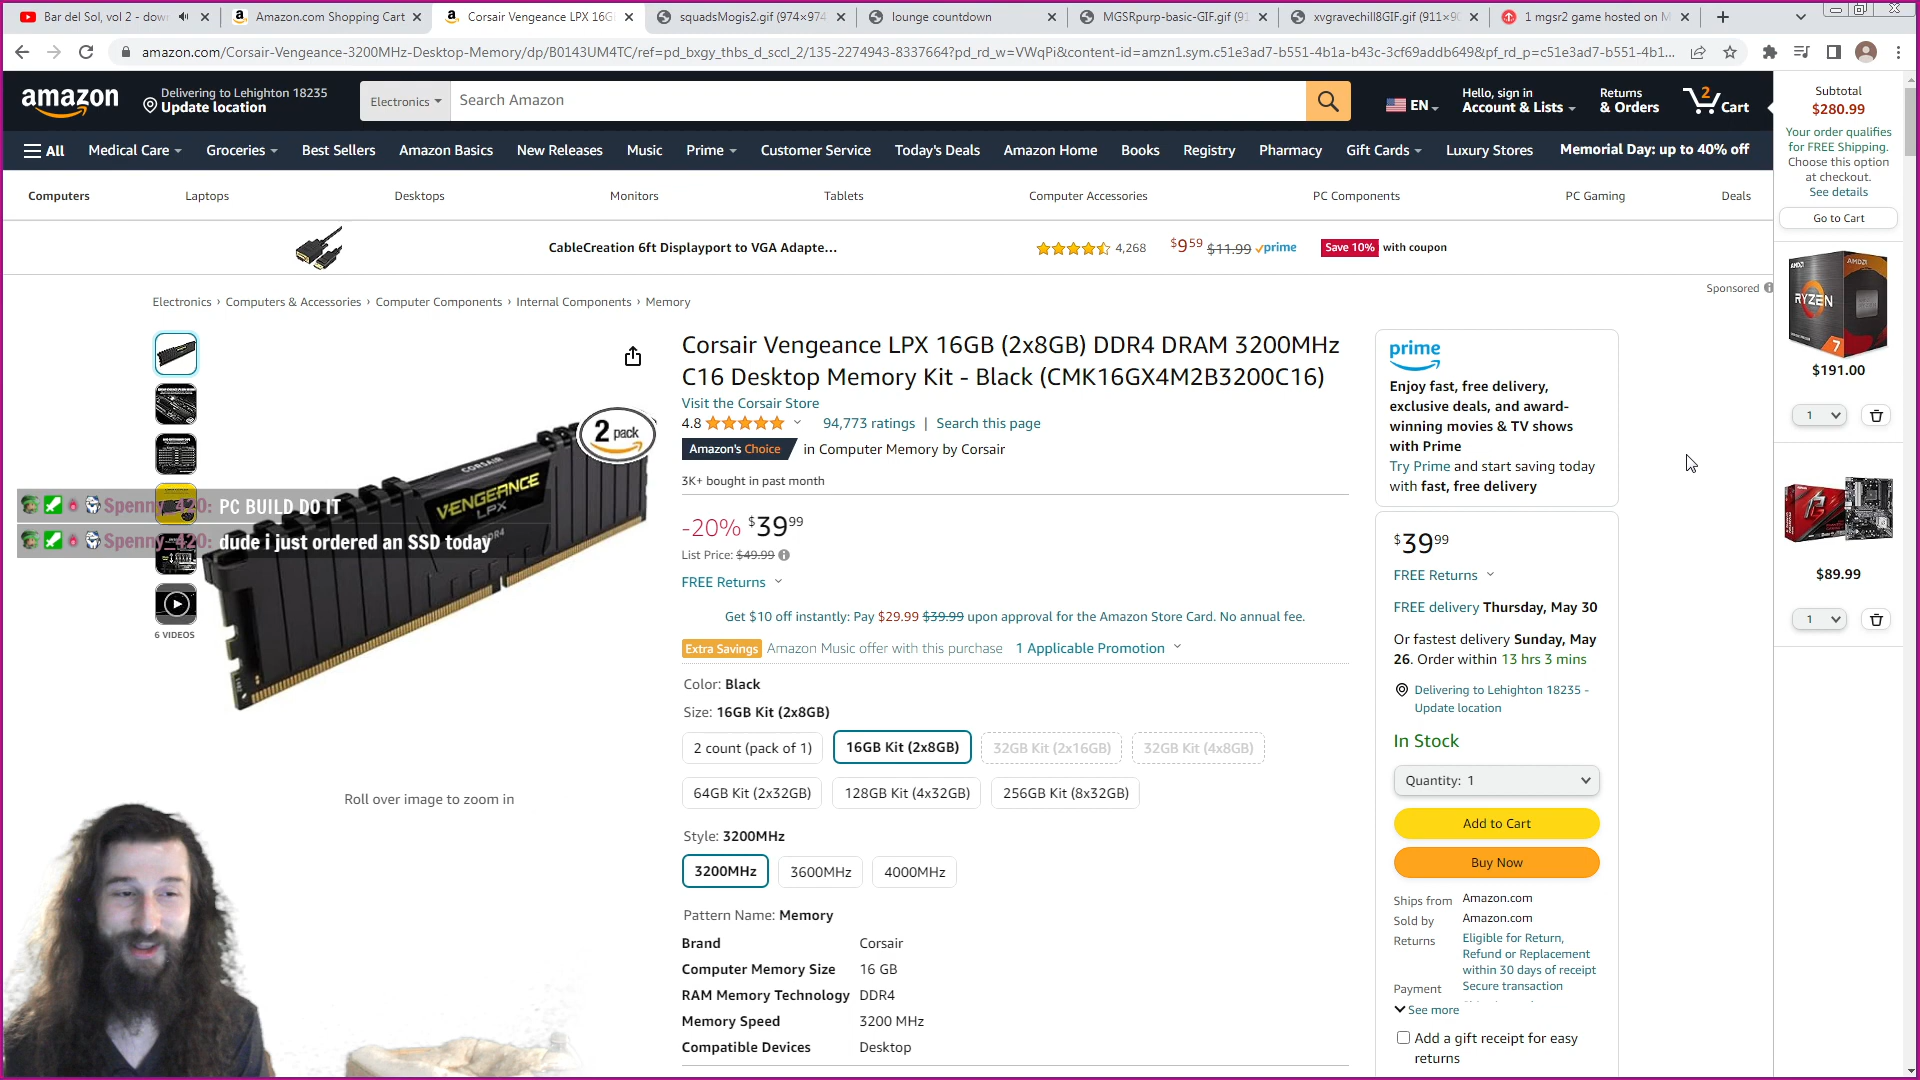 Bar del Sol, vol 2 - down
Amazon.com Shopping Cart
Corsair Vengeance LPX 16G
squadsMogis2.gif (974×974
lounge countdown
MGSRpurp-basic-GIF.gif (91
xvgravechill8GIF.gif (911×9
1 mgsr2 game hosted on M
amazon.com/Corsair-Vengeance-3200MHz-Desktop-Memory/dp/B0143UM4TC/ref=pd_bxgy_thbs_d_sccl_2/135-2274943-8337664?pd_rd_w=VWqPi&content-id=amzn1.sym.c51e3ad7-b551-4b1a-b43c-3cf69addb649&pf_rd_p=c51e3ad7-b551-4b1...
amazon
Delivering to Lehighton 18235
Update location
Electronics
Search Amazon
EN
Hello, sign in
Account & Lists
Returns
& Orders
2
Cart
All
Medical Care
Groceries
Best Sellers
Amazon Basics
New Releases
Music
Prime
Customer Service
Today's Deals
Amazon Home
Books
Registry
Pharmacy
Gift Cards
Luxury Stores
Memorial Day: up to 40% off
Computers
Laptops
Desktops
Monitors
Tablets
Computer Accessories
PC Components
PC Gaming
Deals
CableCreation 6ft Displayport to VGA Adapte...
4,268
$9 59 $11.99 prime
Save 10% with coupon
Sponsored
Electronics › Computers & Accessories › Computer Components › Internal Components › Memory
6 VIDEOS
2 pack
CORSAIR
VENGEANCE
LPX
DDR4
Spenny_420: PC BUILD DO IT
Spenny_420: dude i just ordered an SSD today
Roll over image to zoom in
Corsair Vengeance LPX 16GB (2x8GB) DDR4 DRAM 3200MHz
C16 Desktop Memory Kit - Black (CMK16GX4M2B3200C16)
Visit the Corsair Store
4.8
94,773 ratings | Search this page
Amazon's Choice in Computer Memory by Corsair
3K+ bought in past month
-20% $39 99
List Price: $49.99
FREE Returns
Get $10 off instantly: Pay $29.99 $39.99 upon approval for the Amazon Store Card. No annual fee.
Extra Savings Amazon Music offer with this purchase 1 Applicable Promotion
Color: Black
Size: 16GB Kit (2x8GB)
2 count (pack of 1)
16GB Kit (2x8GB)
32GB Kit (2x16GB)
32GB Kit (4x8GB)
64GB Kit (2x32GB)
128GB Kit (4x32GB)
256GB Kit (8x32GB)
Style: 3200MHz
3200MHz
3600MHz
4000MHz
Pattern Name: Memory
Brand Corsair
Computer Memory Size 16 GB
RAM Memory Technology DDR4
Memory Speed 3200 MHz
Compatible Devices Desktop
prime
Enjoy fast, free delivery,
exclusive deals, and award-
winning movies & TV shows
with Prime
Try Prime and start saving today
with fast, free delivery
$39 99
FREE Returns
FREE delivery Thursday, May 30
Or fastest delivery Sunday, May
26. Order within 13 hrs 3 mins
Delivering to Lehighton 18235 -
Update location
In Stock
Quantity: 1
Add to Cart
Buy Now
Ships from Amazon.com
Sold by Amazon.com
Returns Eligible for Return,
Refund or Replacement
within 30 days of receipt
Payment Secure transaction
See more
Add a gift receipt for easy
returns
Subtotal
$280.99
Your order qualifies
for FREE Shipping.
Choose this option
at checkout.
See details
Go to Cart
AMD
AMD
RYZEN
7
$191.00
1
$89.99
1